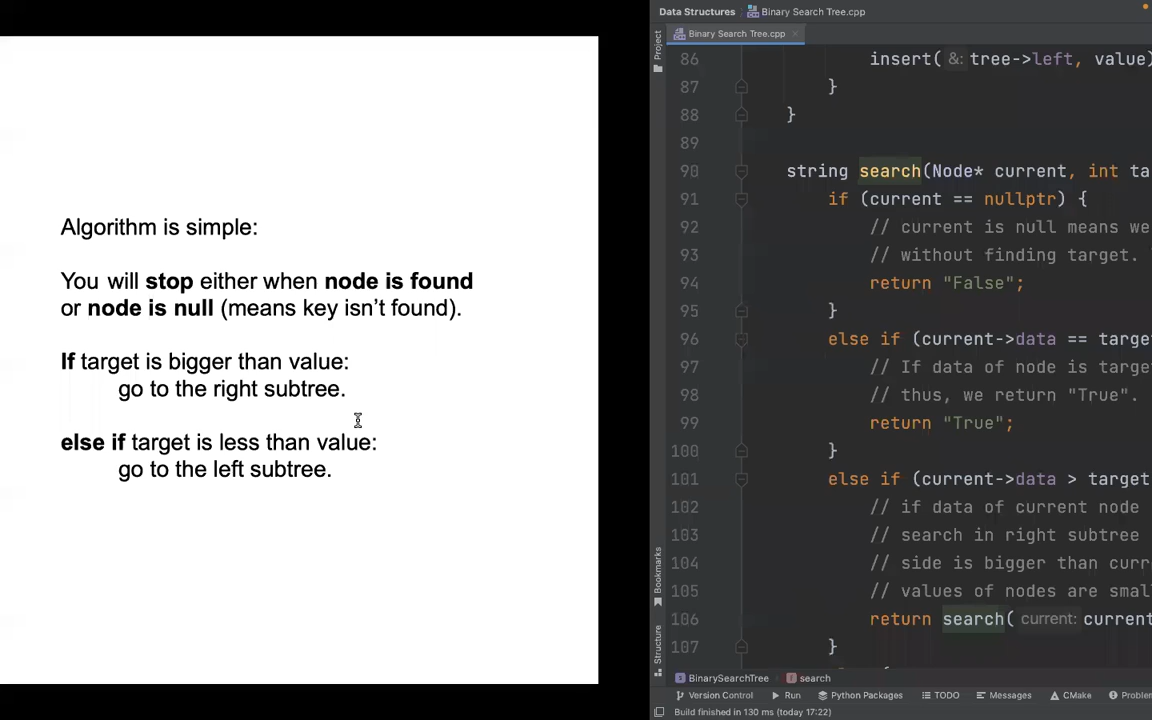 Algorithm is simple:
You will stop either when node is found
or node is null (means key isn't found).
If target is bigger than value:
go to the right subtree.
else if target is less than value:
go to the left subtree.
Data Structures Binary Search Tree.cpp
Binary Search Tree.cpp
Project
86 insert( &: tree->left, value)
87 }
88 }
89
90 string search(Node* current, int ta
91 if (current == nullptr) {
92 // current is null means we
93 // without finding target.
94 return "False";
95 }
96 else if (current->data == targe
97 // If data of node is targe
98 // thus, we return "True".
99 return "True";
100 }
101 else if (current->data > target
102 // if data of current node
103 // search in right subtree
104 // side is bigger than curr
105 // values of nodes are smal
106 return search( current: current
107 }
Bookmarks
Structure
BinarySearchTree search
Version Control Run Python Packages TODO Messages CMake Problem
Build finished in 130 ms (today 17:22)